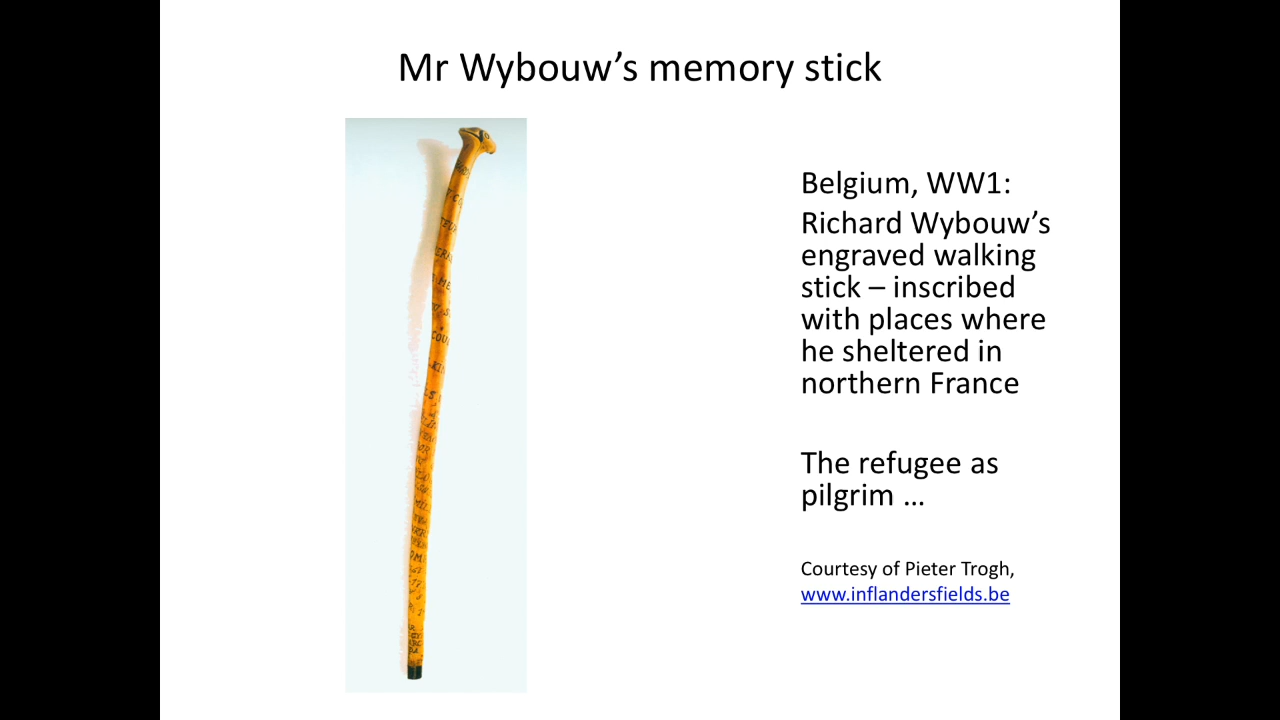 Mr Wybouw’s memory stick
Belgium, WW1:
Richard Wybouw’s
engraved walking
stick – inscribed
with places where
he sheltered in
northern France
The refugee as
pilgrim …
Courtesy of Pieter Trogh,
www.inflandersfields.be